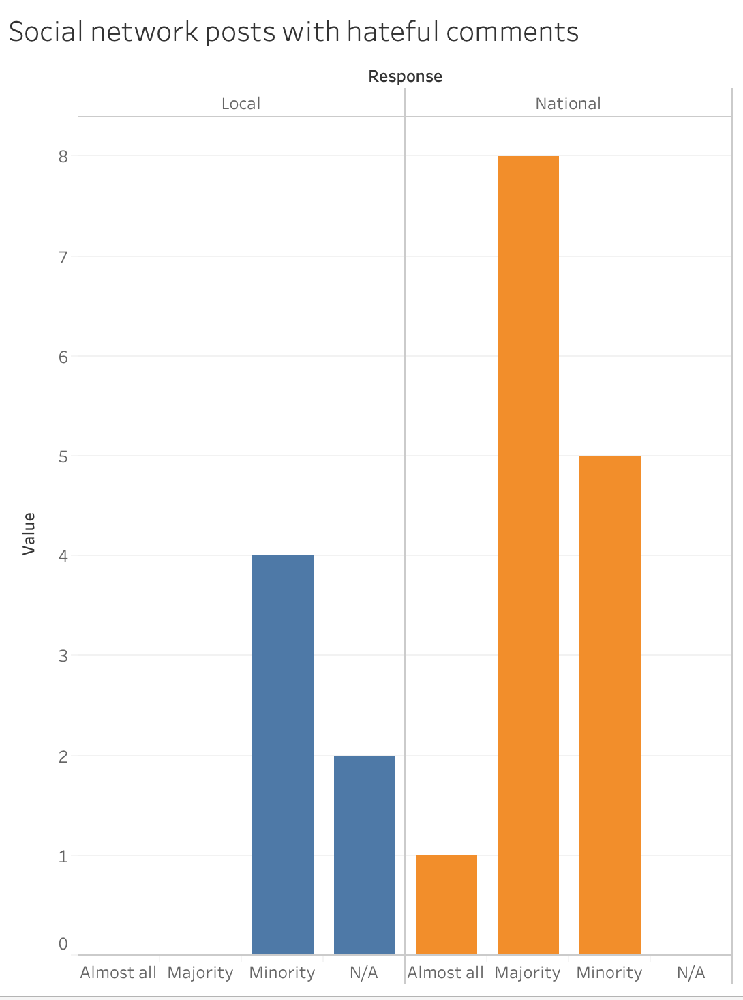 Social network posts with hateful comments
Response
Local National
8
7
6
5
4
3
2
1
0
Value
Almost all Majority Minority N/A Almost all Majority Minority N/A